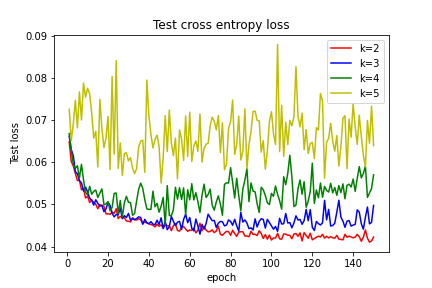 Test cross entropy loss
0.09
0.08
0.07
0.06
0.05
0.04
Test loss
k=2
k=3
k=4
k=5
0 20 40 60 80 100 120 140
epoch